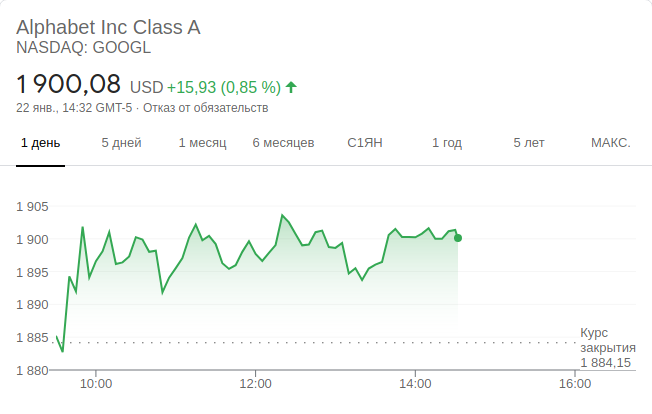 Alphabet Inc Class A
NASDAQ: GOOGL
1 900,08 USD +15,93 (0,85 %)
22 янв., 14:32 GMT-5 · Отказ от обязательств
1 день 5 дней 1 месяц 6 месяцев С1ЯН 1 год 5 лет МАКС.
1 905
1 900
1 895
1 890
1 885
1 880
Курс
закрытия
1 884,15
10:00 12:00 14:00 16:00